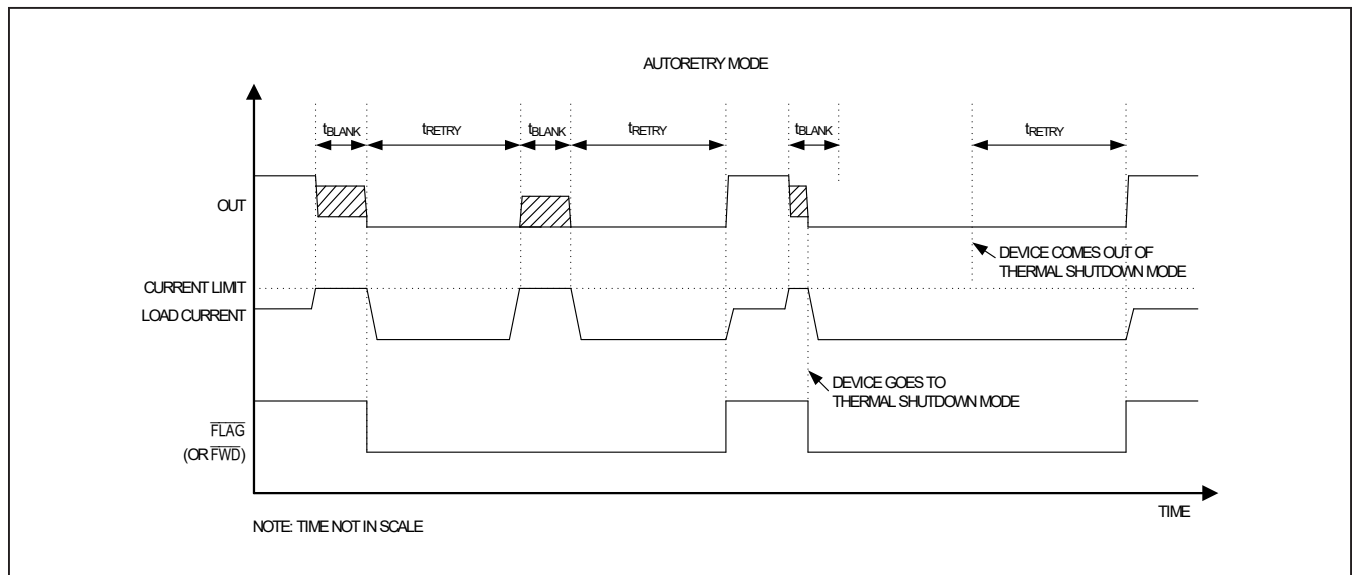 AUTORETRY MODE
tBLANK
tRETRY
tBLANK
tRETRY
tBLANK
tRETRY
OUT
DEVICE COMES OUT OF
THERMAL SHUTDOWN MODE
CURRENT LIMIT
LOAD CURRENT
DEVICE GOES TO
THERMAL SHUTDOWN MODE
FLAG
(OR FWD)
TIME
NOTE: TIME NOT IN SCALE